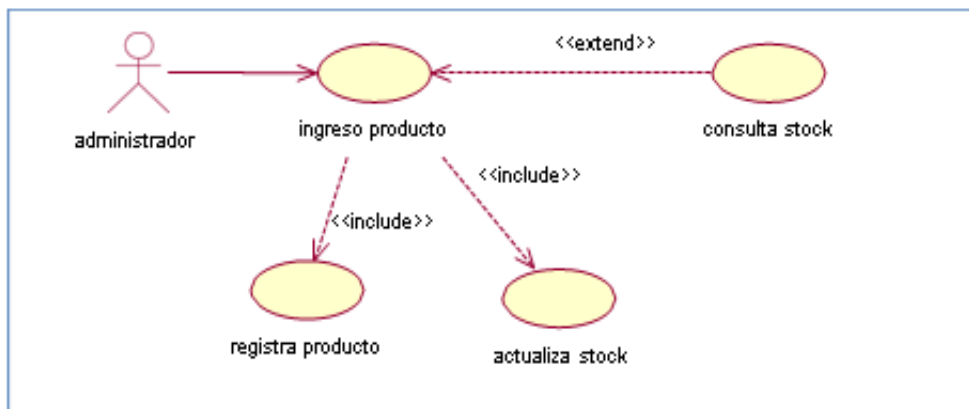 <<extend>>
administrador
ingreso producto
consulta stock
<<include>>
<<include>>
registra producto
actualiza stock